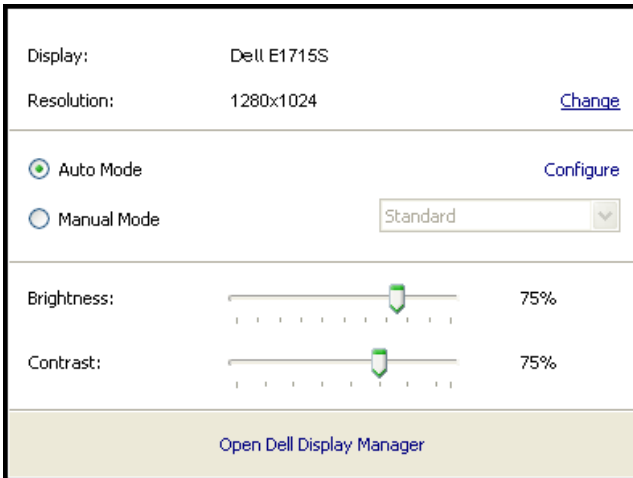 Display: Dell E1715S
Resolution: 1280x1024 Change
Auto Mode Configure
Manual Mode Standard
Brightness: 75%
Contrast: 75%
Open Dell Display Manager